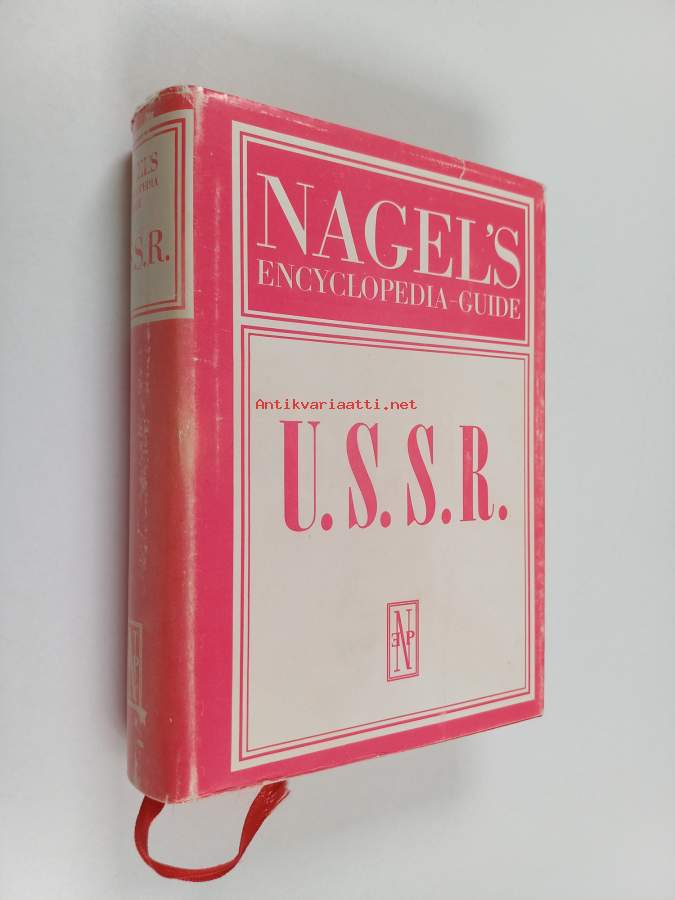 NAGEL'S
ENCYCLOPEDIA-GUIDE
Antikvariaatti.net
U.S.S.R.
N
E P
S.R.